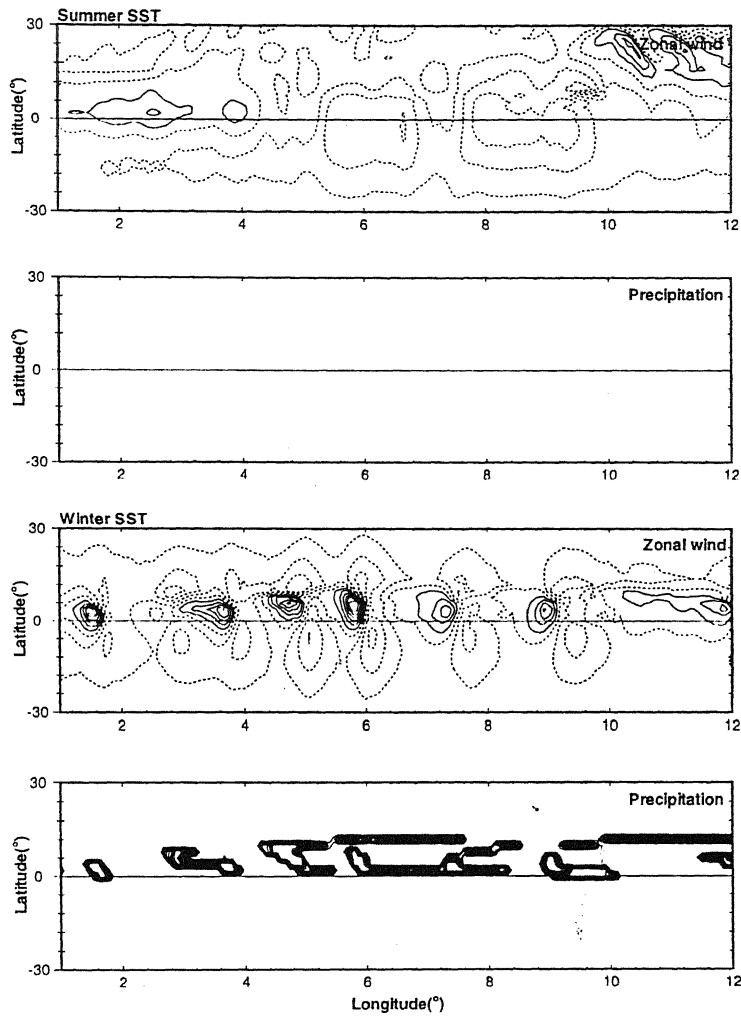 Summer SST
Zonal wind
30
0
-30
Latitude(°)
2 4 6 8 10 12
Precipitation
30
0
-30
Latitude(°)
2 4 6 8 10 12
Winter SST
Zonal wind
30
0
-30
Latitude(°)
2 4 6 8 10 12
Precipitation
30
0
-30
Latitude(°)
2 4 6 8 10 12
Longitude(°)